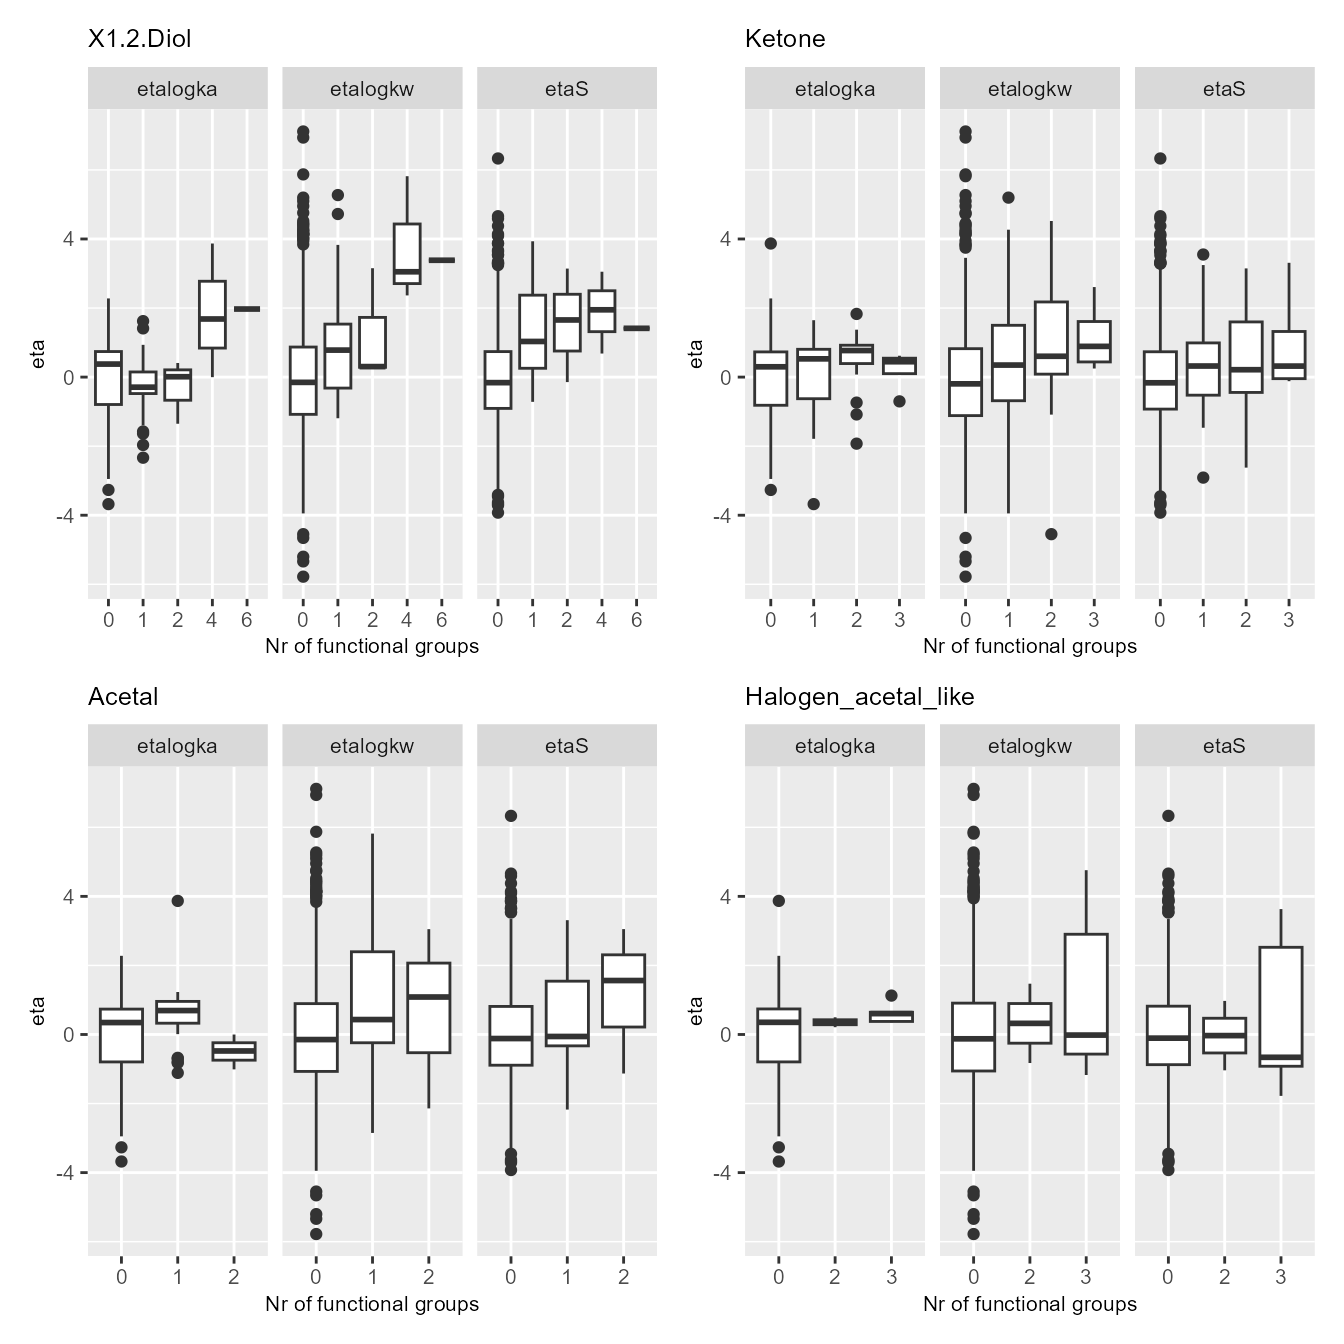 X1.2.Diol
etalogka etalogkw etaS
eta
4
0
-4
0 1 2 4 6 0 1 2 4 6 0 1 2 4 6
Nr of functional groups
Ketone
etalogka etalogkw etaS
eta
4
0
-4
0 1 2 3 0 1 2 3 0 1 2 3
Nr of functional groups
Acetal
etalogka etalogkw etaS
eta
4
0
-4
0 1 2 0 1 2 0 1 2
Nr of functional groups
Halogen_acetal_like
etalogka etalogkw etaS
eta
4
0
-4
0 2 3 0 2 3 0 2 3
Nr of functional groups